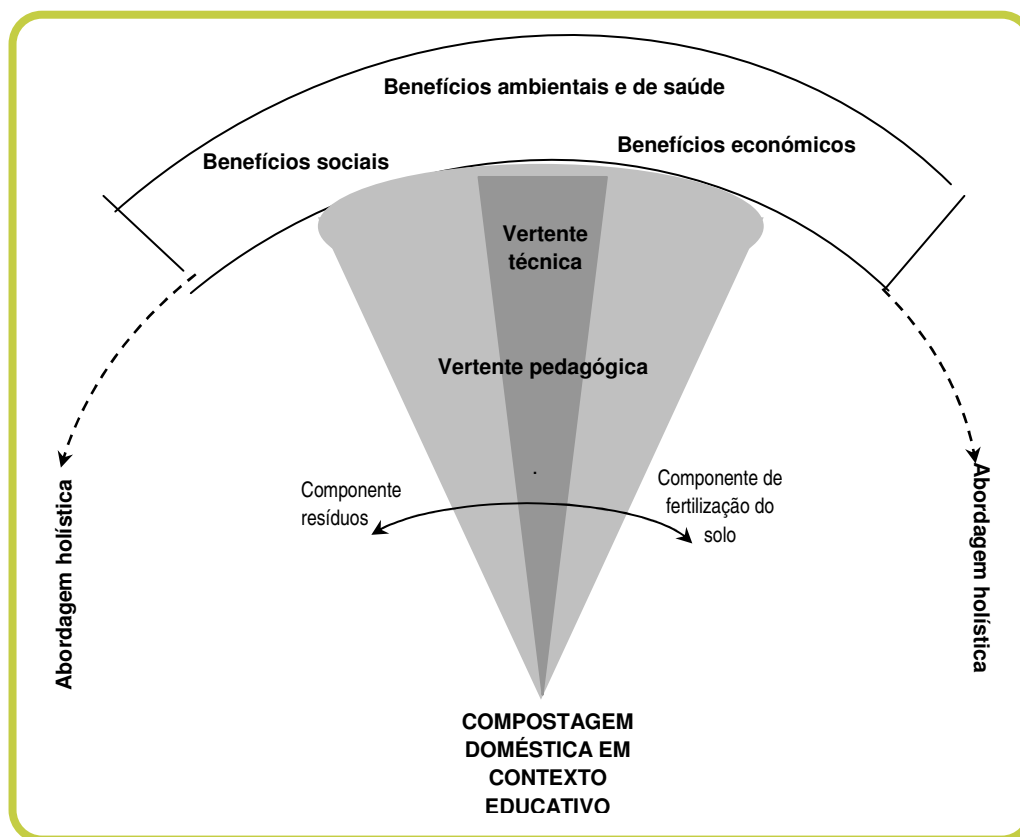 Benefícios ambientais e de saúde
Benefícios sociais
Benefícios económicos
Vertente
técnica
Vertente pedagógica
Componente
resíduos
Componente de
fertilização do
solo
Abordagem holística
Abordagem holística
COMPOSTAGEM
DOMÉSTICA EM
CONTEXTO
EDUCATIVO